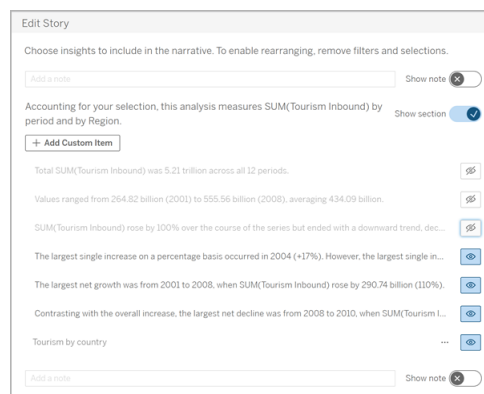 Edit Story
Choose insights to include in the narrative. To enable rearranging, remove filters and selections.
Add a note
Show note
Accounting for your selection, this analysis measures SUM(Tourism Inbound) by
period and by Region.
Show section
+ Add Custom Item
Total SUM(Tourism Inbound) was 5.21 trillion across all 12 periods.
Values ranged from 264.82 billion (2001) to 555.56 billion (2008), averaging 434.09 billion.
SUM(Tourism Inbound) rose by 100% over the course of the series but ended with a downward trend, dec...
The largest single increase on a percentage basis occurred in 2004 (+17%). However, the largest single in...
The largest net growth was from 2001 to 2008, when SUM(Tourism Inbound) rose by 290.74 billion (110%).
Contrasting with the overall increase, the largest net decline was from 2008 to 2010, when SUM(Tourism I...
Tourism by country
...
Add a note
Show note